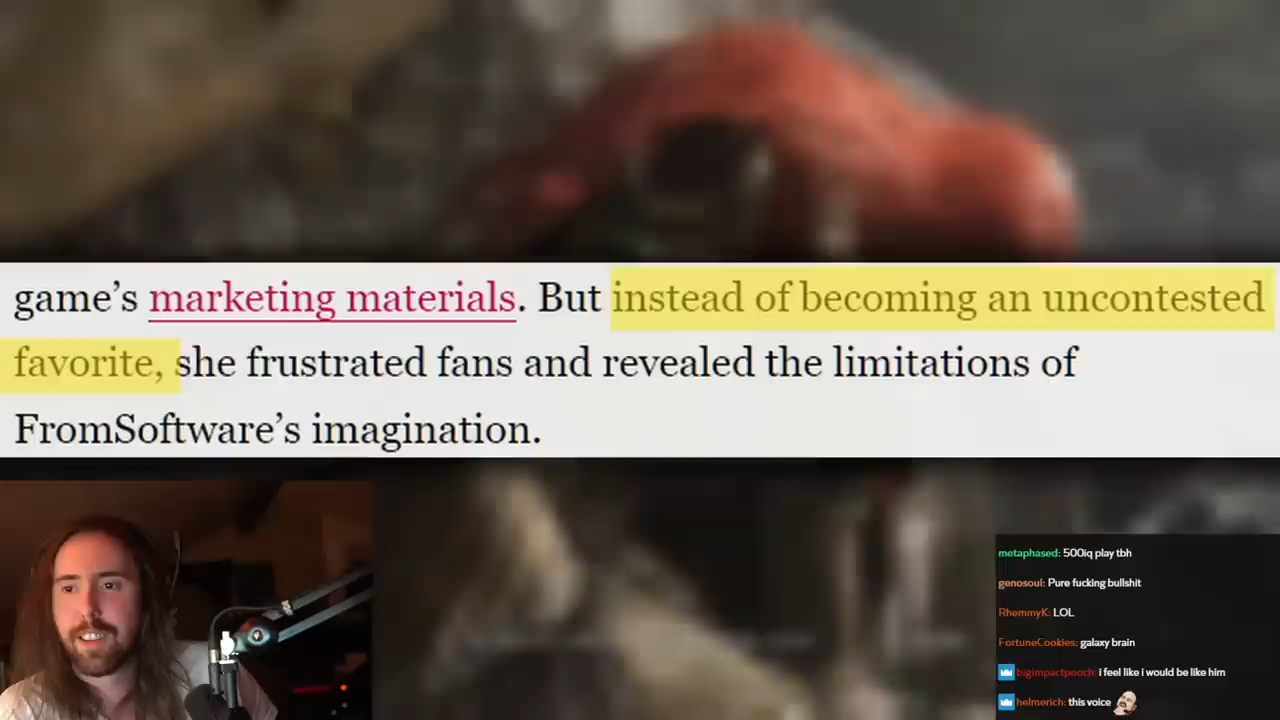 game’s marketing materials. But instead of becoming an uncontested
favorite, she frustrated fans and revealed the limitations of
FromSoftware’s imagination.
metaphased: 500iq play tbh
genosoul: Pure fucking bullshit
RhemmyK: LOL
FortuneCookies: galaxy brain
bigimpactpooch: i feel like i would be like him
helmerich: this voice